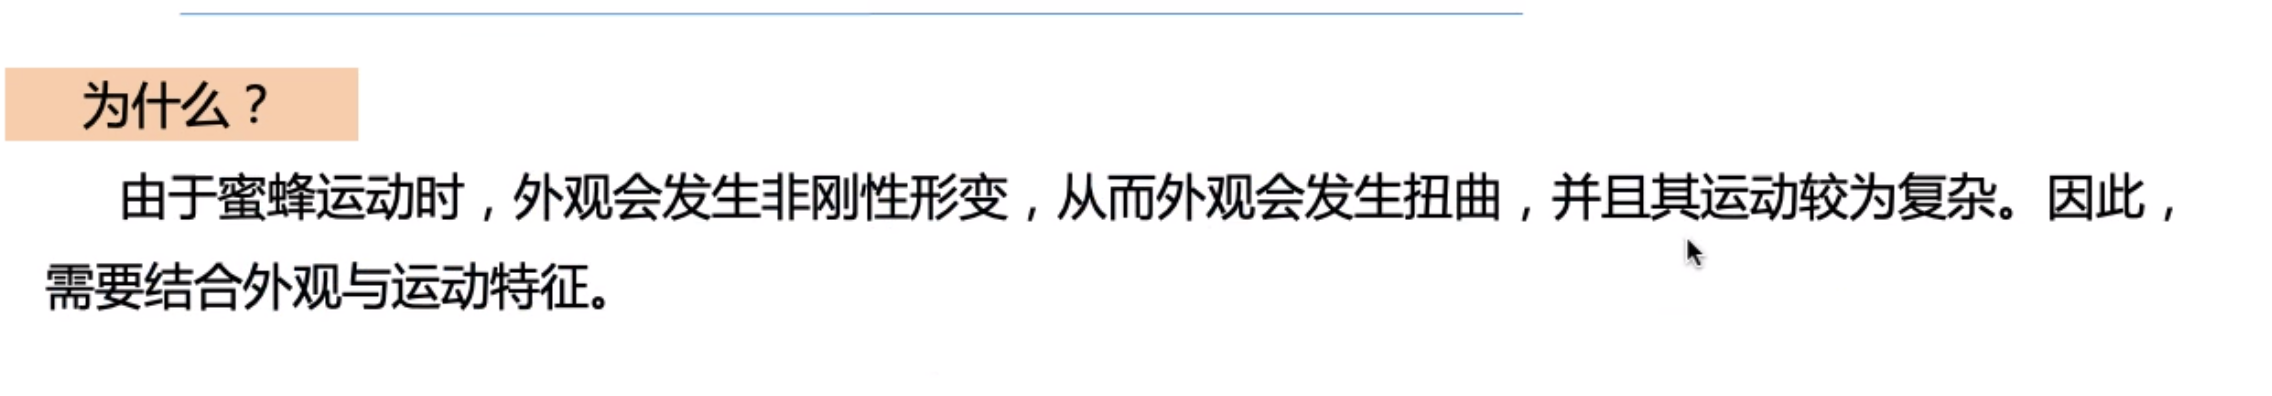 为什么？
由于蜜蜂运动时，外观会发生非刚性形变，从而外观会发生扭曲，并且其运动较为复杂。因此，
需要结合外观与运动特征。